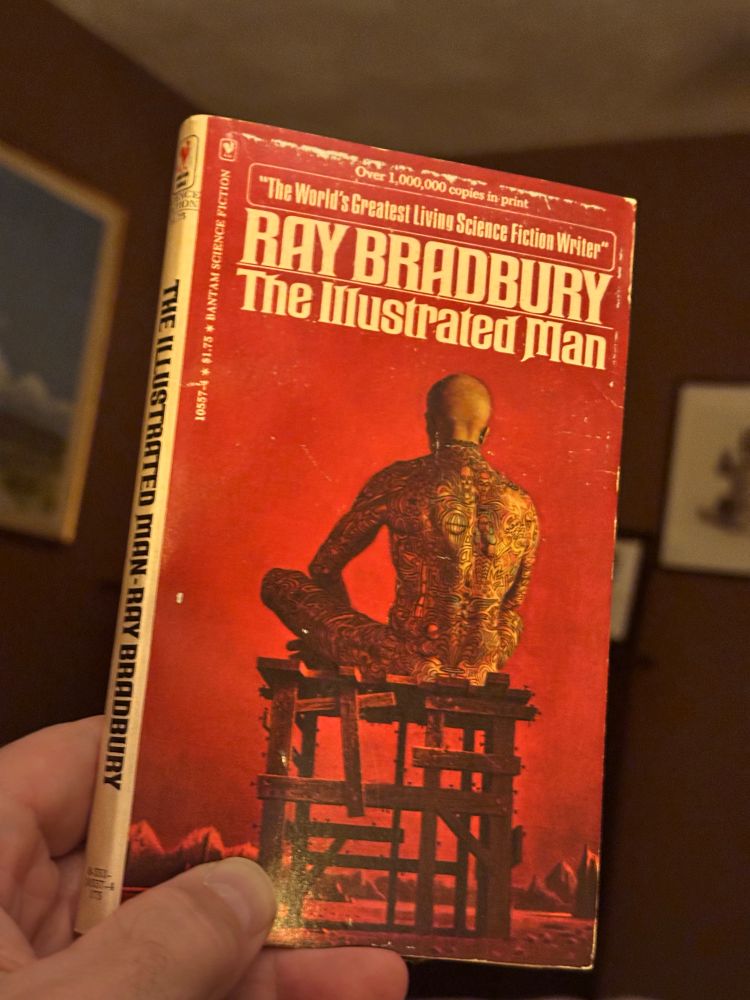 Over 1,000,000 copies in print
"The World's Greatest Living Science Fiction Writer"
RAY BRADBURY
The Illustrated Man
10557-4 * $1.75 * BANTAM SCIENCE FICTION
THE ILLUSTRATED MAN • RAY BRADBURY